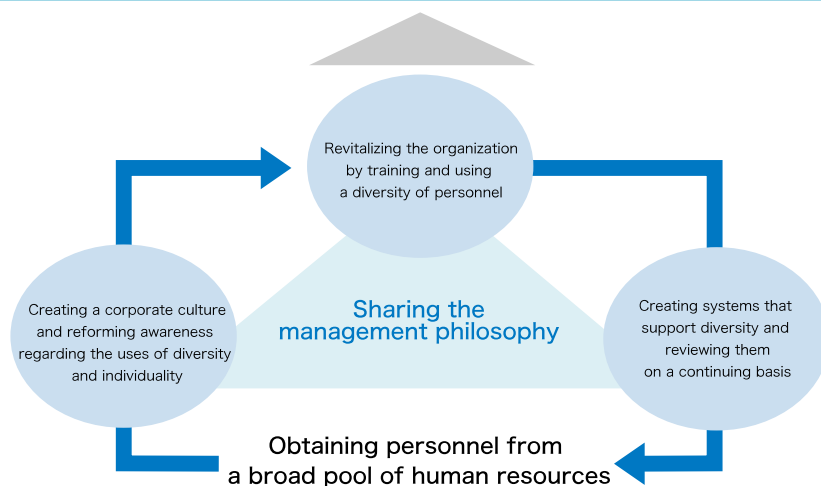 Revitalizing the organization
by training and using
a diversity of personnel
Creating a corporate culture
and reforming awareness
regarding the uses of diversity
and individuality
Sharing the
management philosophy
Creating systems that
support diversity and
reviewing them
on a continuing basis
Obtaining personnel from
a broad pool of human resources